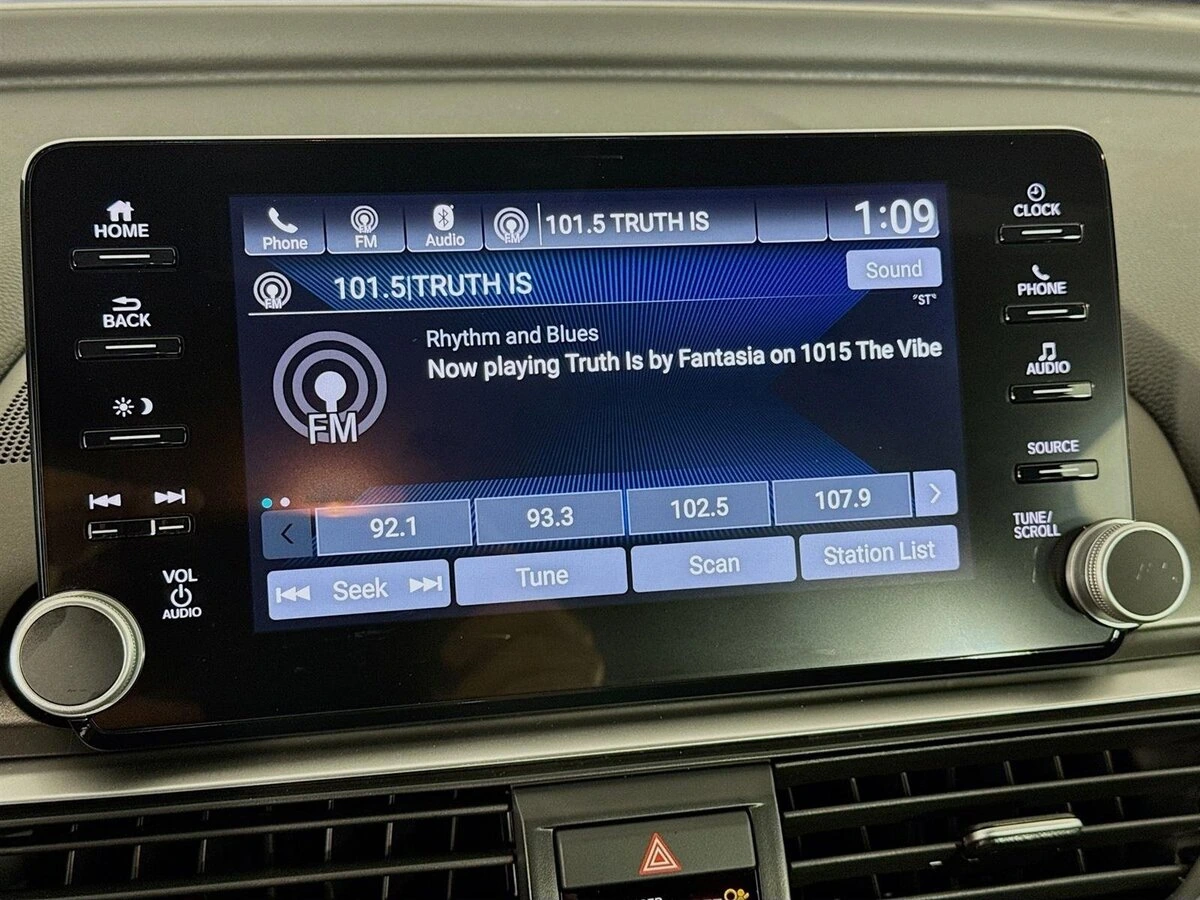 HOME
BACK
VOL
AUDIO
Phone
FM
Audio
FM
101.5 TRUTH IS
1:09
FM
101.5|TRUTH IS
Sound
"ST"
FM
Rhythm and Blues
Now playing Truth Is by Fantasia on 1015 The Vibe
92.1
93.3
102.5
107.9
Seek
Tune
Scan
Station List
CLOCK
PHONE
AUDIO
SOURCE
TUNE/
SCROLL